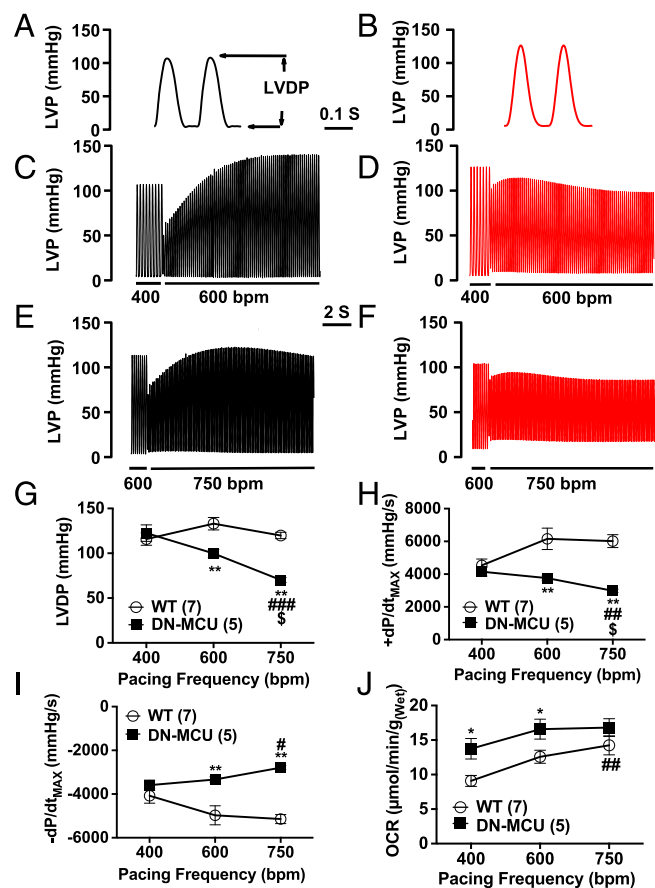 A
LVP (mmHg)
150
100
50
0
LVDP
0.1 S
B
LVP (mmHg)
150
100
50
0
C
LVP (mmHg)
150
100
50
0
400
600 bpm
D
LVP (mmHg)
150
100
50
0
400
600 bpm
2 S
E
LVP (mmHg)
150
100
50
0
600
750 bpm
F
LVP (mmHg)
150
100
50
0
600
750 bpm
G
LVDP (mmHg)
150
100
50
0
**
**
###
$
WT (7)
DN-MCU (5)
400
600
750
Pacing Frequency (bpm)
H
+dP/dtMAX (mmHg/s)
8000
6000
4000
2000
0
**
**
##
$
WT (7)
DN-MCU (5)
400
600
750
Pacing Frequency (bpm)
I
-dP/dtMAX (mmHg/s)
0
-2000
-4000
-6000
WT (7)
DN-MCU (5)
**
#
**
400
600
750
Pacing Frequency (bpm)
J
OCR (µmol/min/g(Wet))
20
15
10
5
0
*
*
##
WT (7)
DN-MCU (5)
400
600
750
Pacing Frequency (bpm)